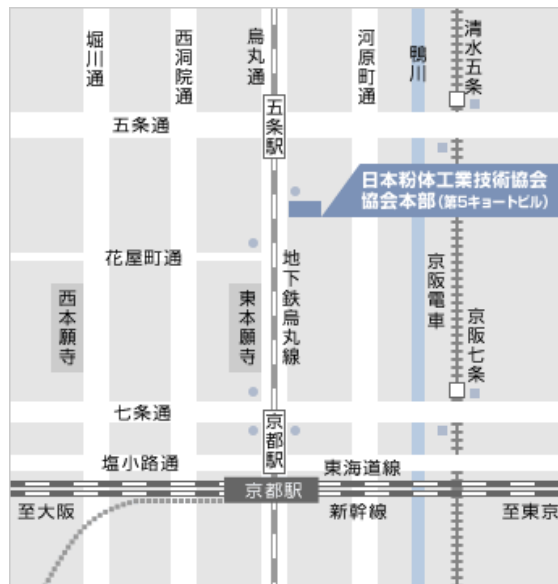 堀川通
西洞院通
烏丸通
河原町通
鴨川
清水五条
五条通
五条駅
日本粉体工業技術協会
協会本部(第5キョートビル)
花屋町通
地下鉄烏丸線
京阪電車
西本願寺
東本願寺
京阪七条
七条通
京都駅
塩小路通
東海道線
京都駅
至大阪
新幹線
至東京